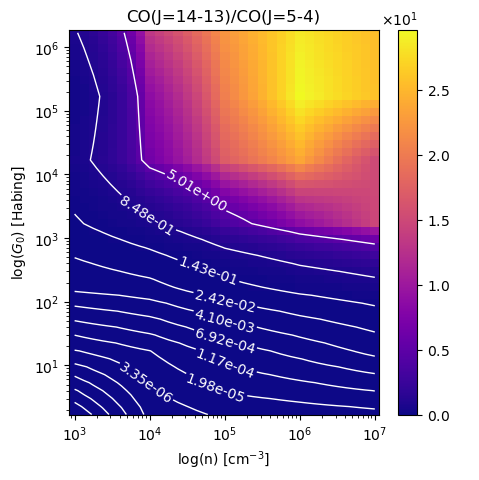 CO(J=14-13)/CO(J=5-4)
×10¹
10⁶
10⁵
10⁴
10³
10²
10¹
log(G₀) [Habing]
5.01e+00
8.48e-01
1.43e-01
2.42e-02
4.10e-03
6.92e-04
1.17e-04
1.98e-05
3.35e-06
10³ 10⁴ 10⁵ 10⁶ 10⁷
log(n) [cm⁻³]
2.5
2.0
1.5
1.0
0.5
0.0